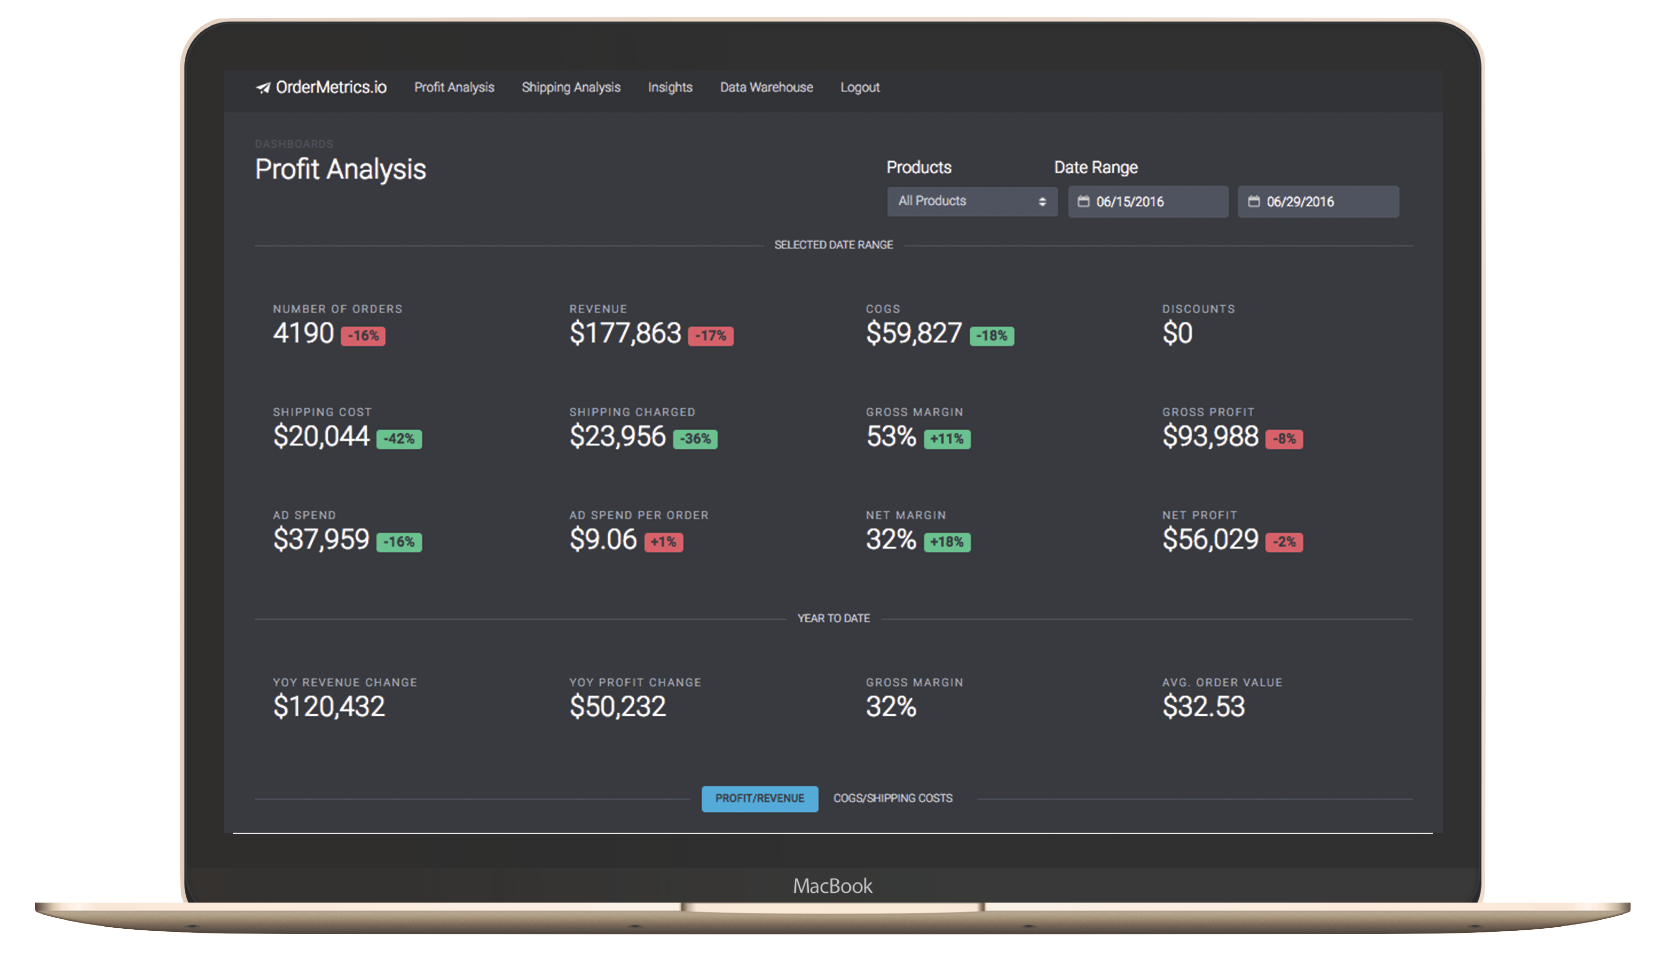 OrderMetrics.io Profit Analysis Shipping Analysis Insights Data Warehouse Logout
DASHBOARDS
Profit Analysis
Products Date Range
All Products 06/15/2016 06/29/2016
SELECTED DATE RANGE
NUMBER OF ORDERS REVENUE COGS DISCOUNTS
4190 -16% $177,863 -17% $59,827 -18% $0
SHIPPING COST SHIPPING CHARGED GROSS MARGIN GROSS PROFIT
$20,044 -42% $23,956 -36% 53% +11% $93,988 -8%
AD SPEND AD SPEND PER ORDER NET MARGIN NET PROFIT
$37,959 -16% $9.06 +1% 32% +18% $56,029 -2%
YEAR TO DATE
YOY REVENUE CHANGE YOY PROFIT CHANGE GROSS MARGIN AVG. ORDER VALUE
$120,432 $50,232 32% $32.53
PROFIT/REVENUE COGS/SHIPPING COSTS
MacBook